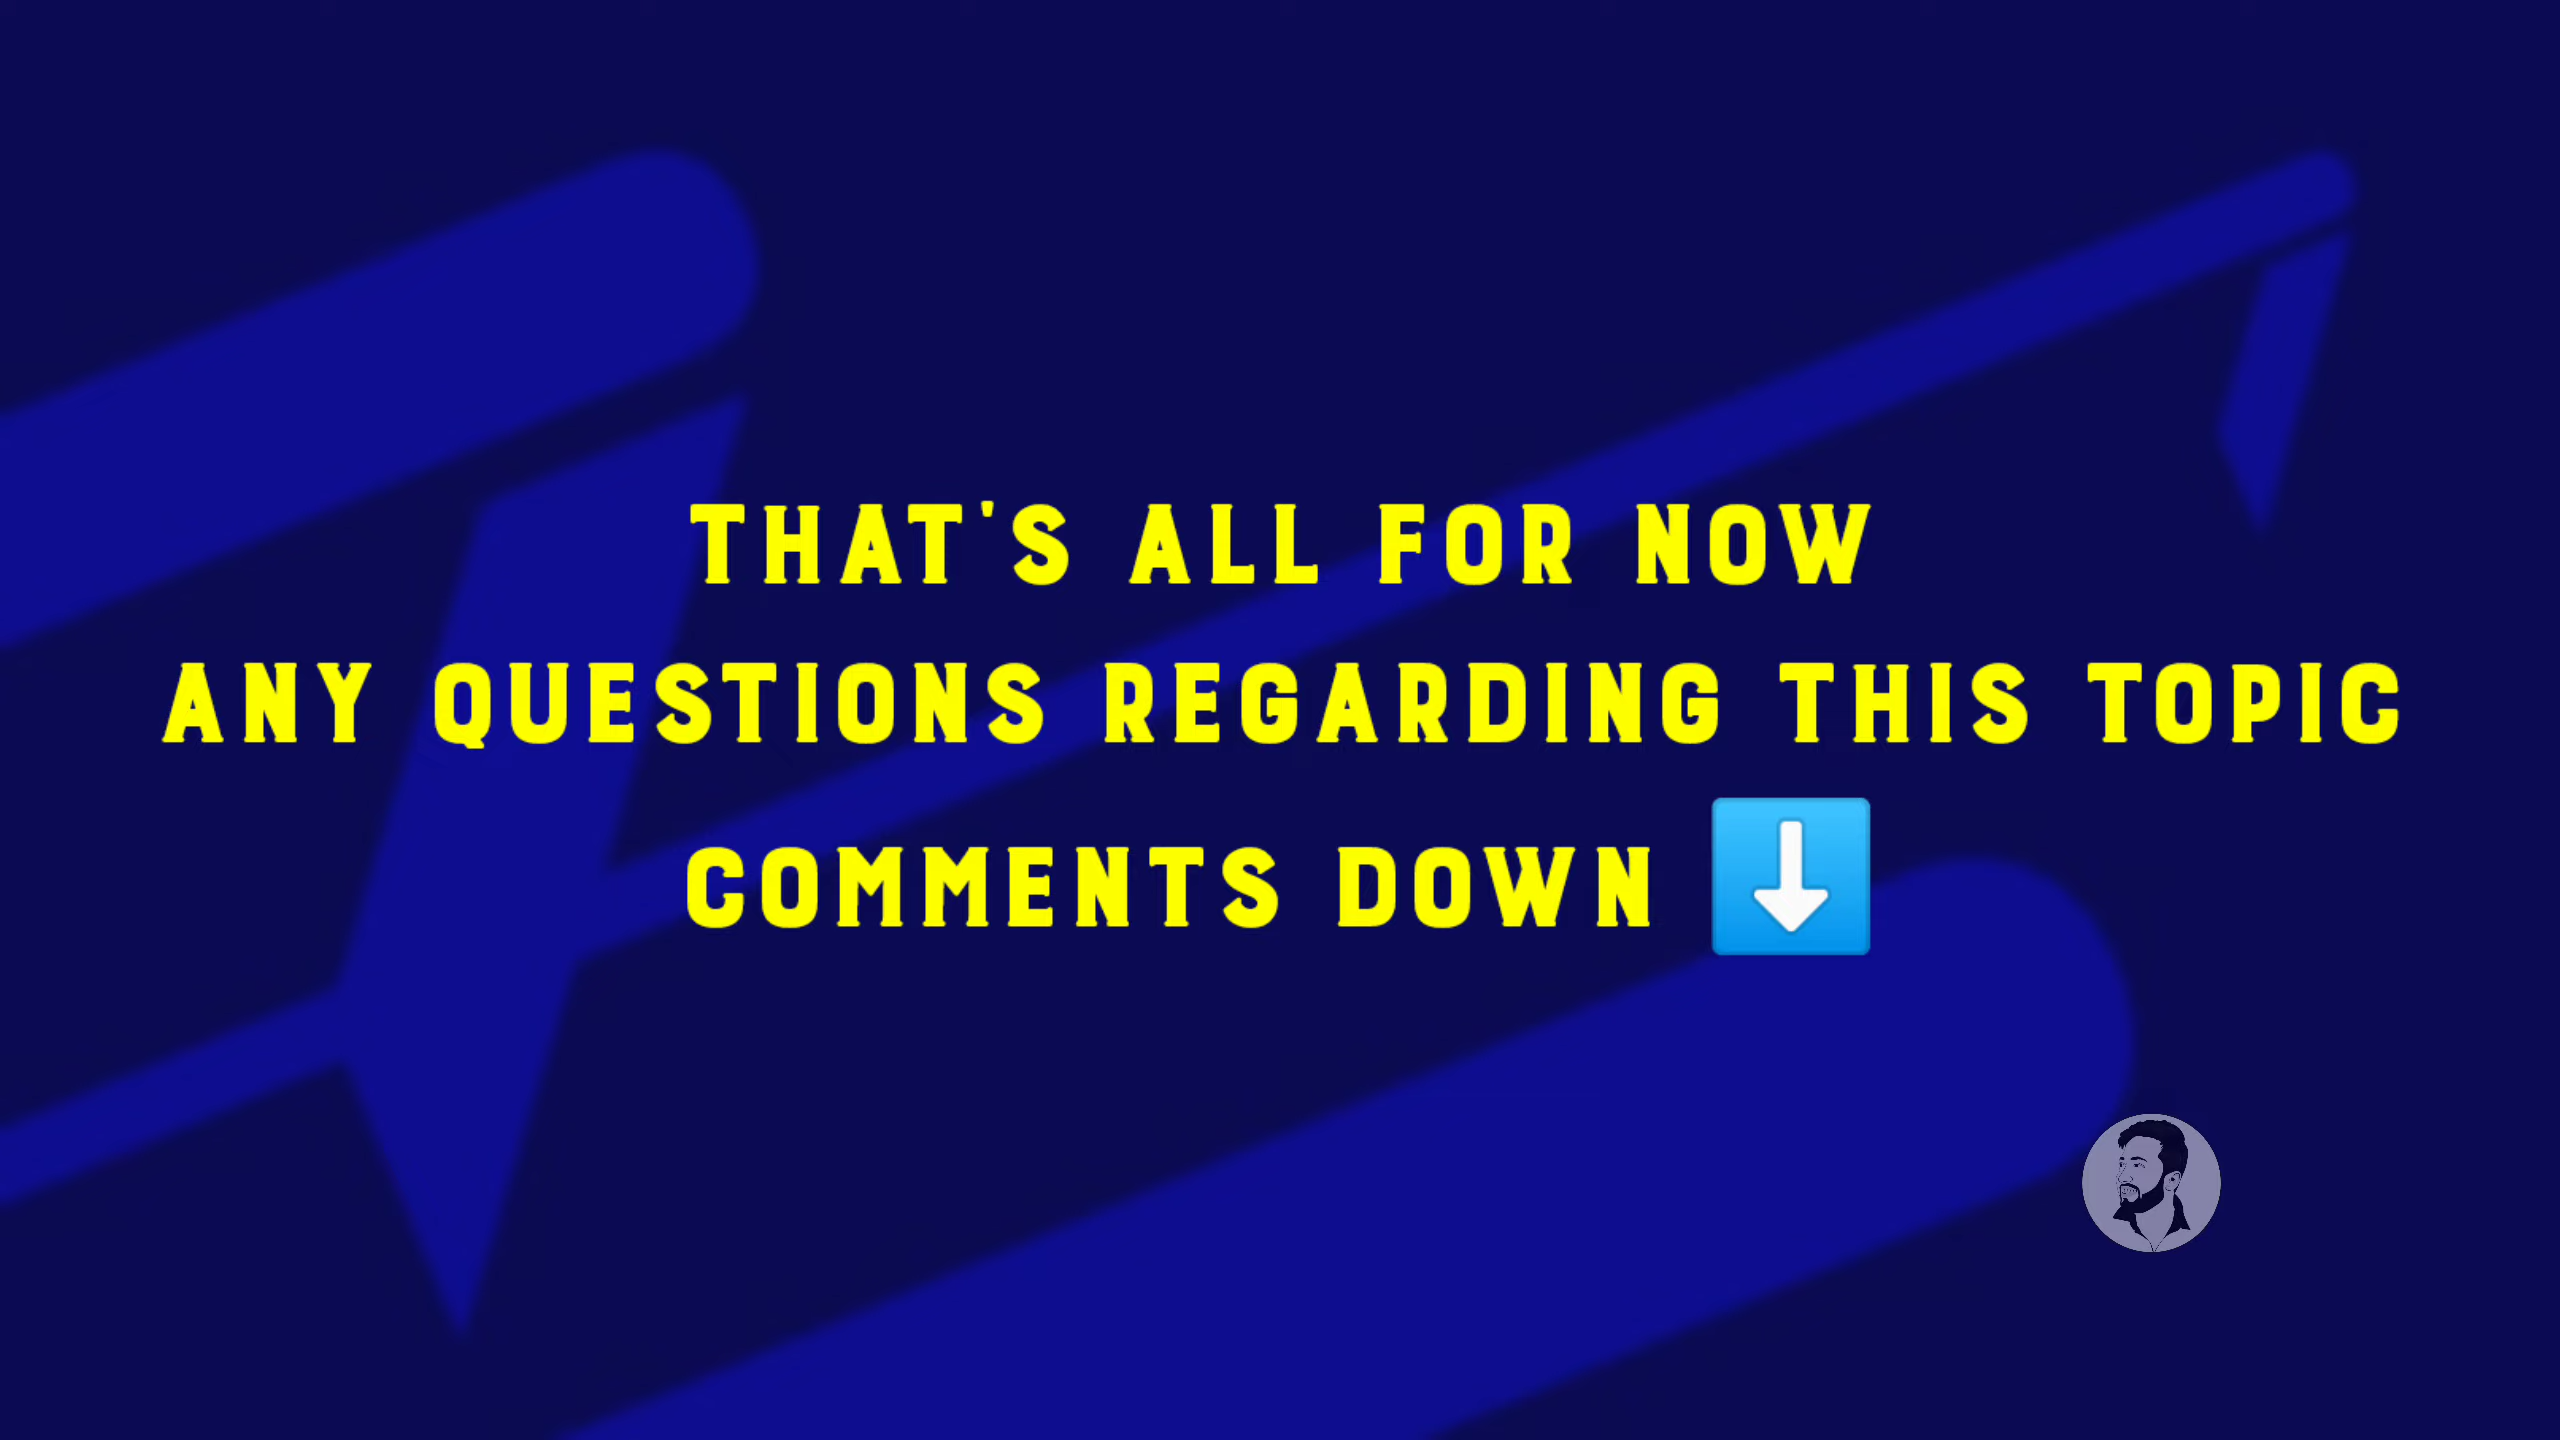 THAT'S ALL FOR NOW
ANY QUESTIONS REGARDING THIS TOPIC
COMMENTS DOWN ⬇️